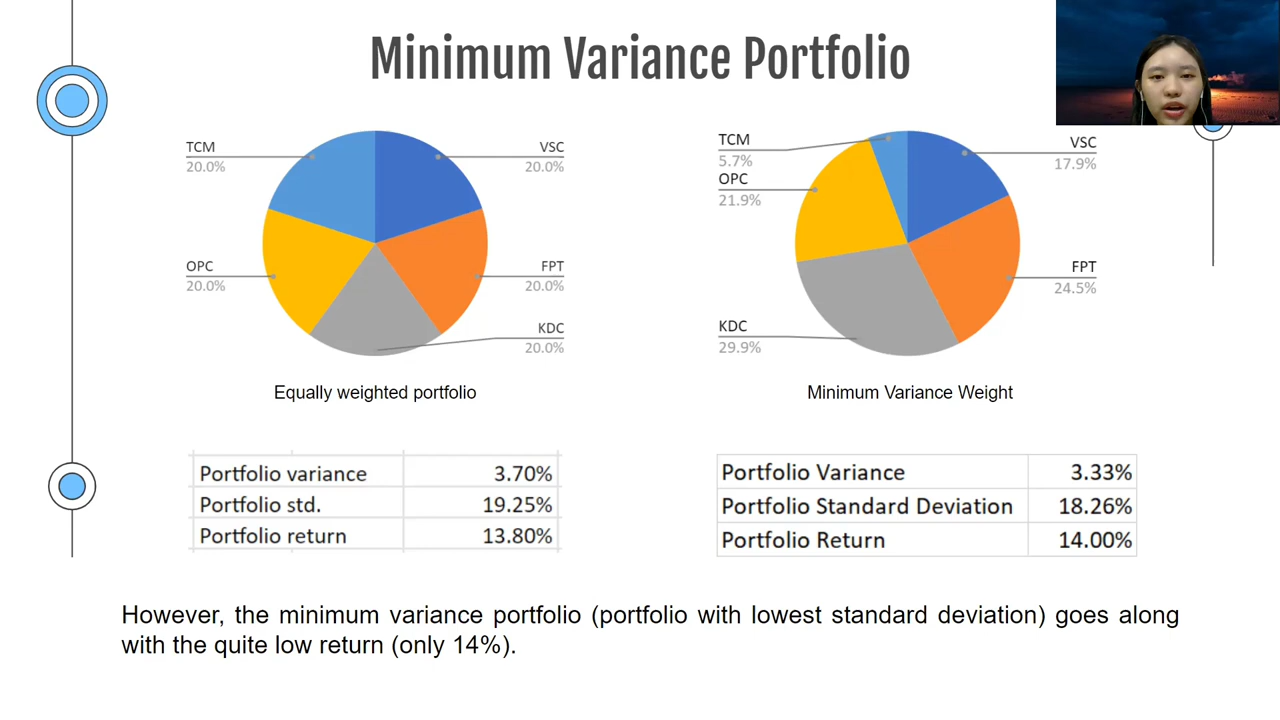 Minimum Variance Portfolio
TCM
20.0%
VSC
20.0%
OPC
20.0%
FPT
20.0%
KDC
20.0%
Equally weighted portfolio
TCM
5.7%
OPC
21.9%
VSC
17.9%
FPT
24.5%
KDC
29.9%
Minimum Variance Weight
Portfolio variance 3.70%
Portfolio std. 19.25%
Portfolio return 13.80%
Portfolio Variance 3.33%
Portfolio Standard Deviation 18.26%
Portfolio Return 14.00%
However, the minimum variance portfolio (portfolio with lowest standard deviation) goes along
with the quite low return (only 14%).